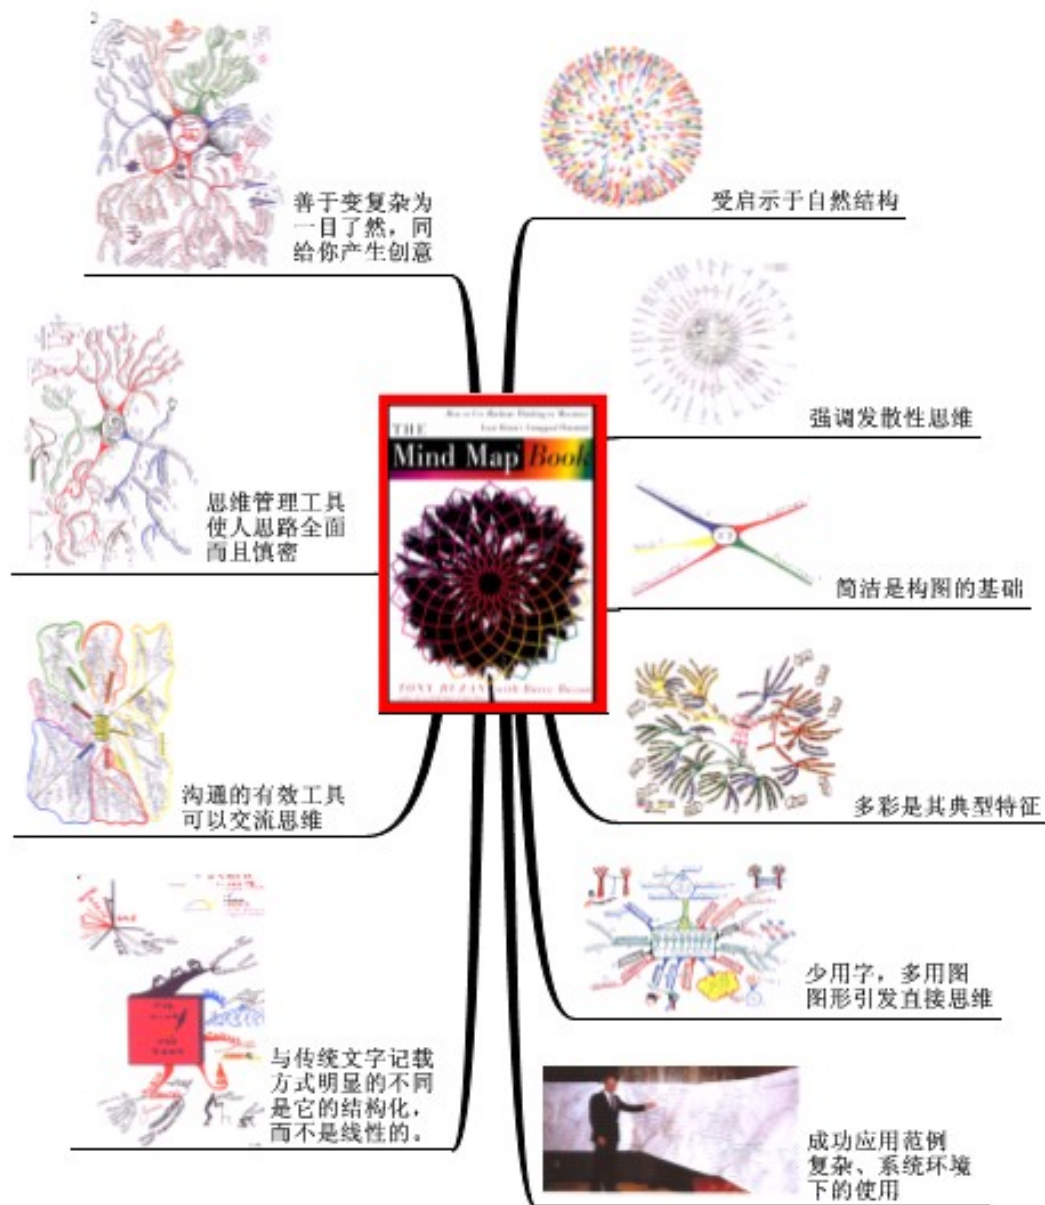 受启示于自然结构
强调发散性思维
简洁是构图的基础
多彩是其典型特征
少用字，多用图
图形引发直接思维
成功应用范例
复杂、系统环境
下的使用
THE
Mind Map Book
TONY BUZAN with Barry Buzan
善于变复杂为
一目了然，同
给你产生创意
思维管理工具
使人思路全面
而且慎密
沟通的有效工具
可以交流思维
与传统文字记载
方式明显的不同
是它的结构化，
而不是线性的。